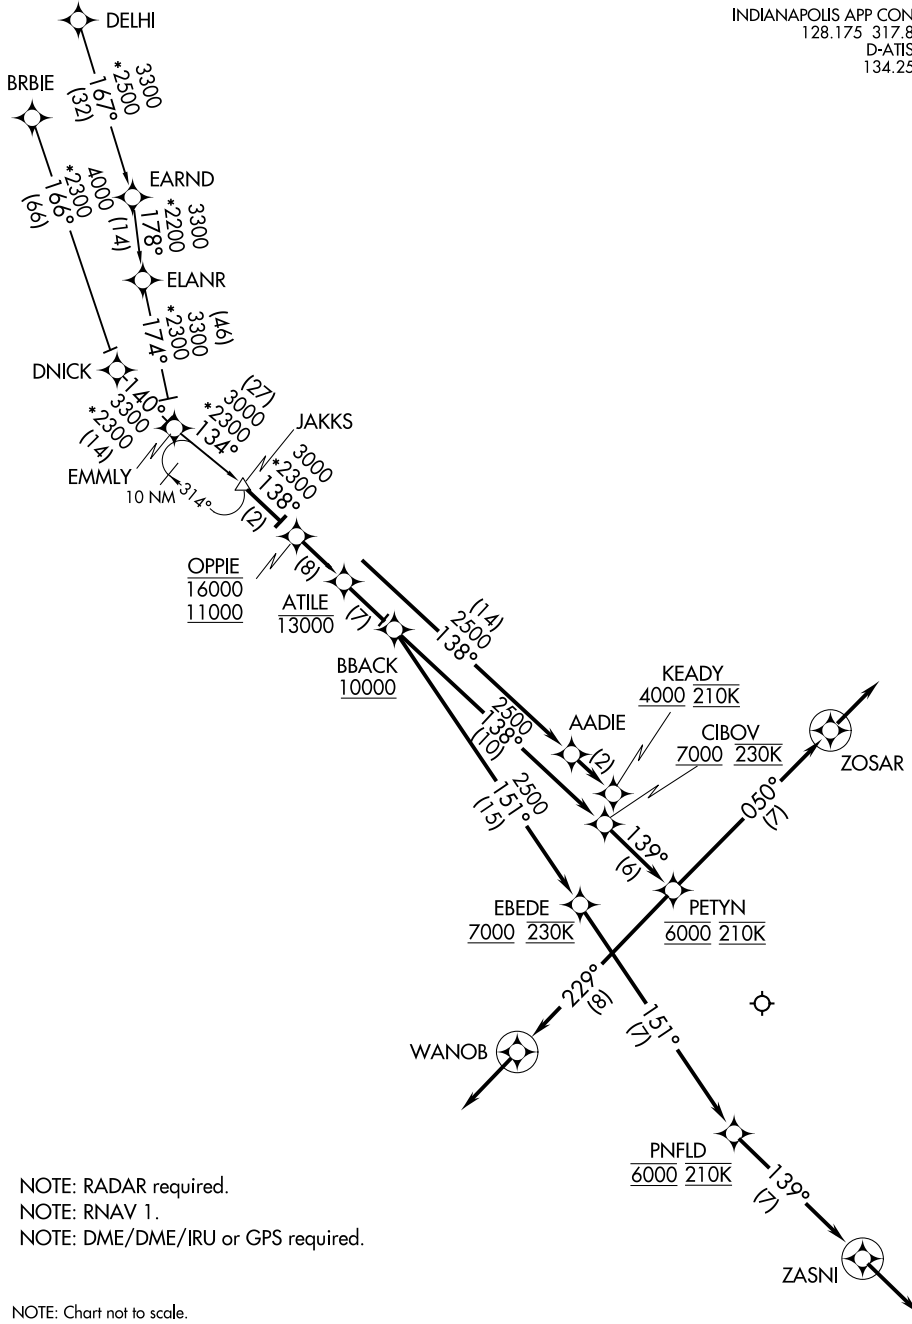 INDIANAPOLIS APP CON
128.175 317.8
D-ATIS
134.25
DELHI
3300
*2500
167°
(32)
BRBIE
4000
*2300
166°
(66)
EARND
3300
*2200
178°
(14)
ELANR
(46)
3300
*2300
174°
DNICK
140°
3300
*2300
(14)
EMMLY
(27)
3000
*2300
134°
JAKKS
314°
10 NM
3000
*2300
138°
(2)
OPPIE
16000
11000
(8)
ATILE
13000
(7)
BBACK
10000
(14)
2500
138°
2500
138°
(10)
2500
151°
(15)
AADIE
(2)
KEADY
4000 210K
CIBOV
7000 230K
ZOSAR
050°
(7)
139°
(6)
EBEDE
7000 230K
PETYN
6000 210K
229°
(8)
WANOB
151°
(7)
PNFLD
6000 210K
139°
(7)
ZASNI
NOTE: RADAR required.
NOTE: RNAV 1.
NOTE: DME/DME/IRU or GPS required.
NOTE: Chart not to scale.